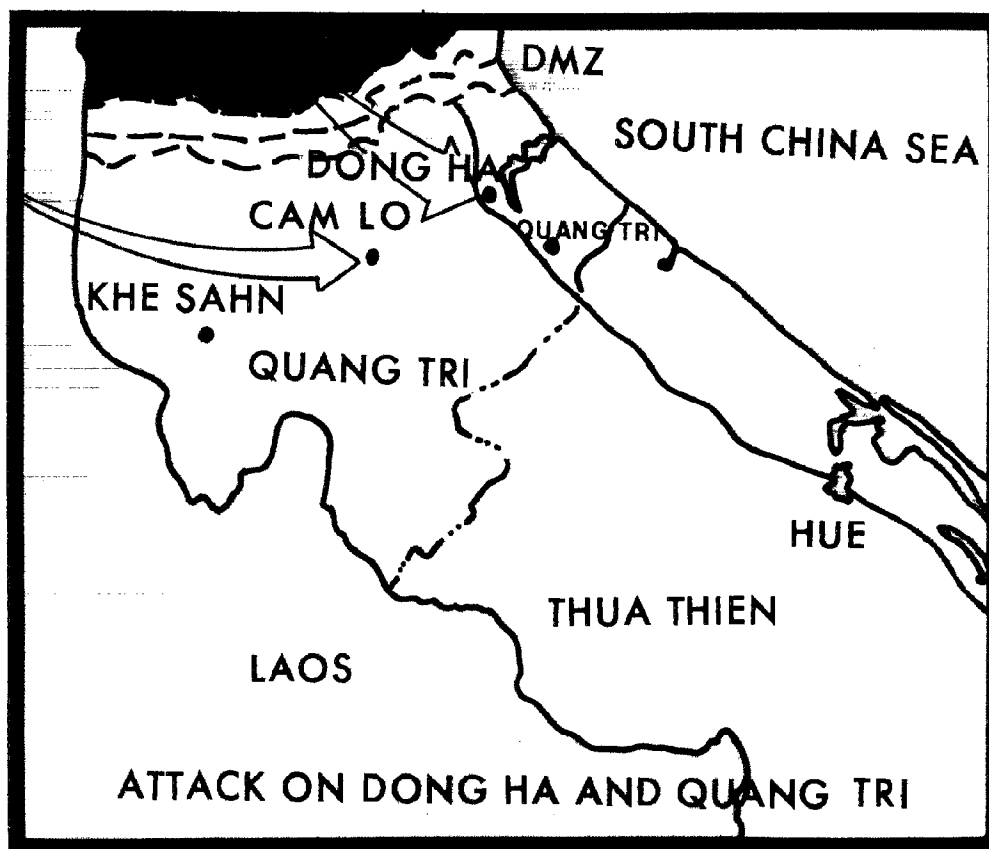 DMZ
SOUTH CHINA SEA
DONG HA
CAM LO
QUANG TRI
KHE SAHN
QUANG TRI
HUE
THUA THIEN
LAOS
ATTACK ON DONG HA AND QUANG TRI